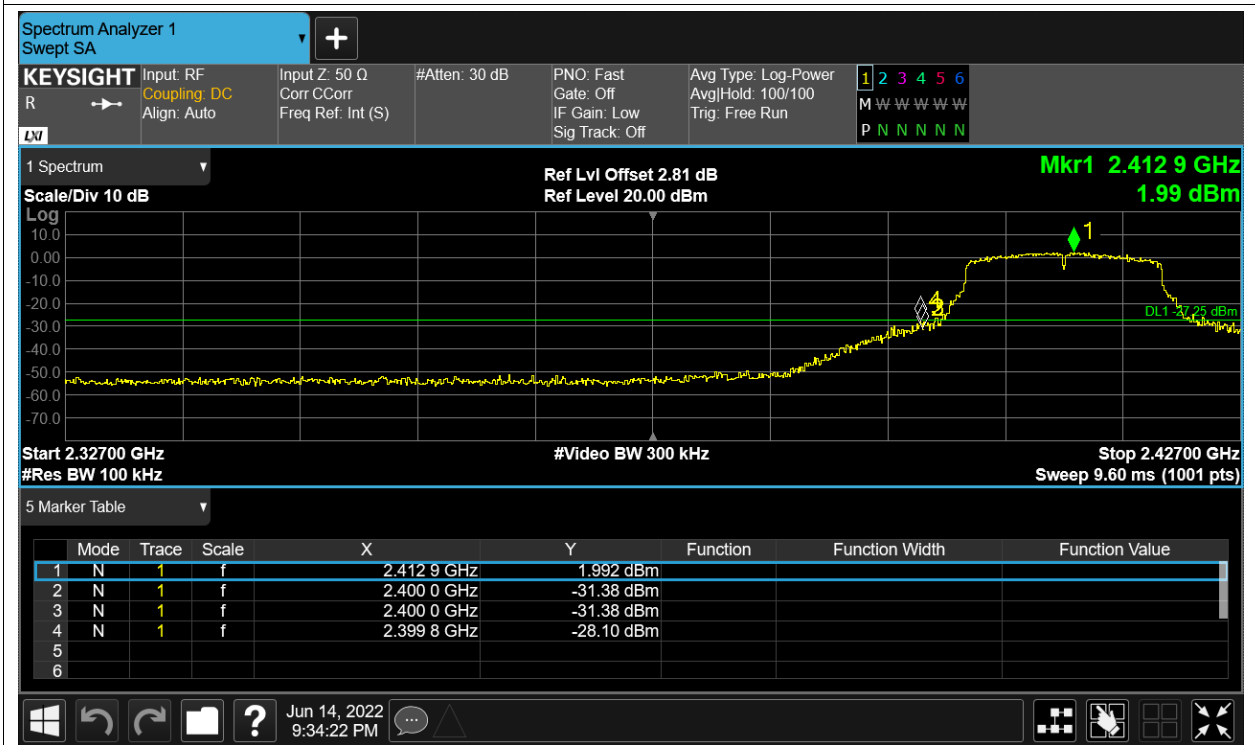 Spectrum Analyzer 1
Swept SA
+
KEYSIGHT Input: RF Input Z: 50 Ω #Atten: 30 dB PNO: Fast Avg Type: Log-Power 1 2 3 4 5 6
R Coupling: DC Corr CCorr Gate: Off Avg|Hold: 100/100 M W W W W W
Align: Auto Freq Ref: Int (S) IF Gain: Low Trig: Free Run
LXI Sig Track: Off P N N N N N
1 Spectrum
Ref Lvl Offset 2.81 dB Mkr1 2.412 9 GHz
Scale/Div 10 dB Ref Level 20.00 dBm 1.99 dBm
Log
10.0
1
0.00
-10.0
-20.0
4
DL1 -27.25 dBm
-30.0
-40.0
-50.0
-60.0
-70.0
Start 2.32700 GHz #Video BW 300 kHz Stop 2.42700 GHz
#Res BW 100 kHz Sweep 9.60 ms (1001 pts)
5 Marker Table
Mode Trace Scale X Y Function Function Width Function Value
1 N 1 f 2.412 9 GHz 1.992 dBm
2 N 1 f 2.400 0 GHz -31.38 dBm
3 N 1 f 2.400 0 GHz -31.38 dBm
4 N 1 f 2.399 8 GHz -28.10 dBm
5
6
? Jun 14, 2022
9:34:22 PM